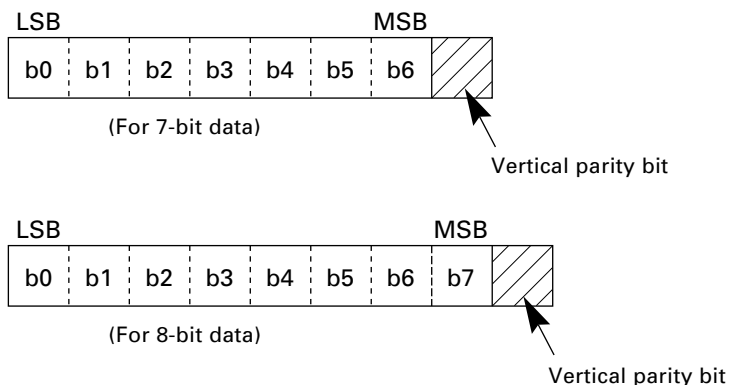 LSB MSB
b0 b1 b2 b3 b4 b5 b6
(For 7-bit data)
Vertical parity bit
LSB MSB
b0 b1 b2 b3 b4 b5 b6 b7
(For 8-bit data)
Vertical parity bit